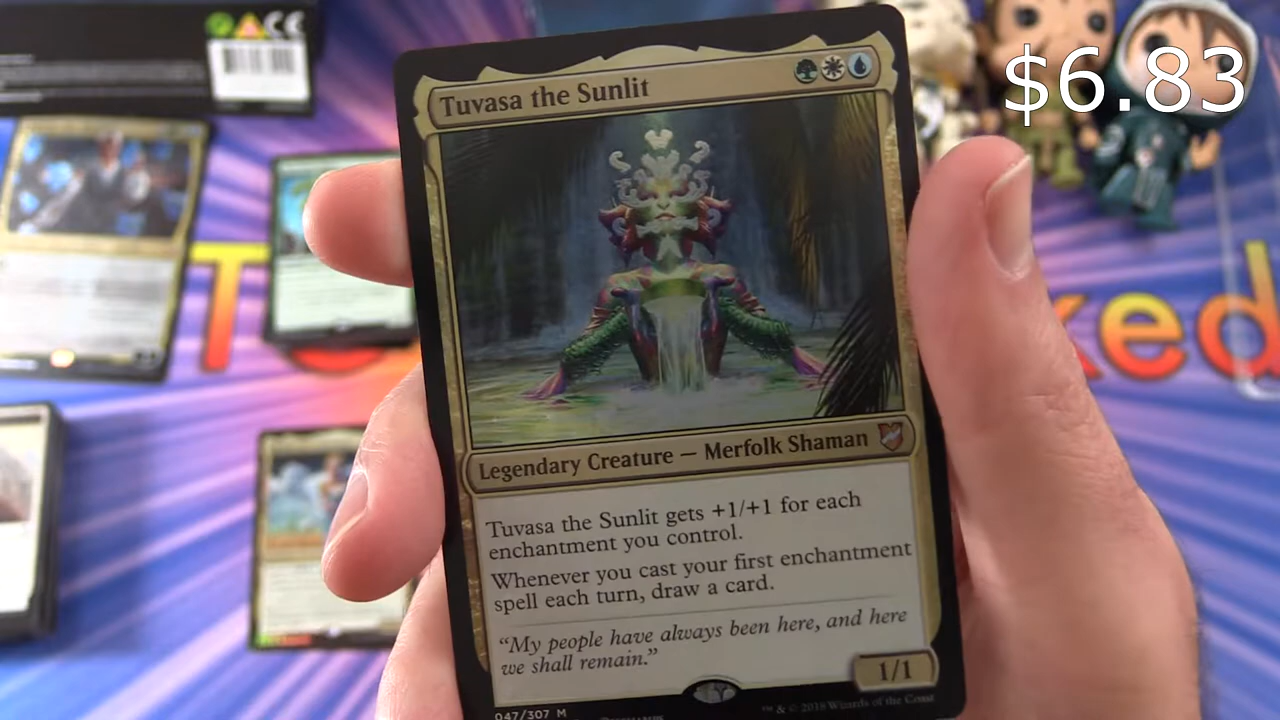 $6.83
Tuvasa the Sunlit
Legendary Creature — Merfolk Shaman
Tuvasa the Sunlit gets +1/+1 for each
enchantment you control.
Whenever you cast your first enchantment
spell each turn, draw a card.
“My people have always been here, and here
we shall remain.”
1/1
047/307 M
™ & © 2018 Wizards of the Coast